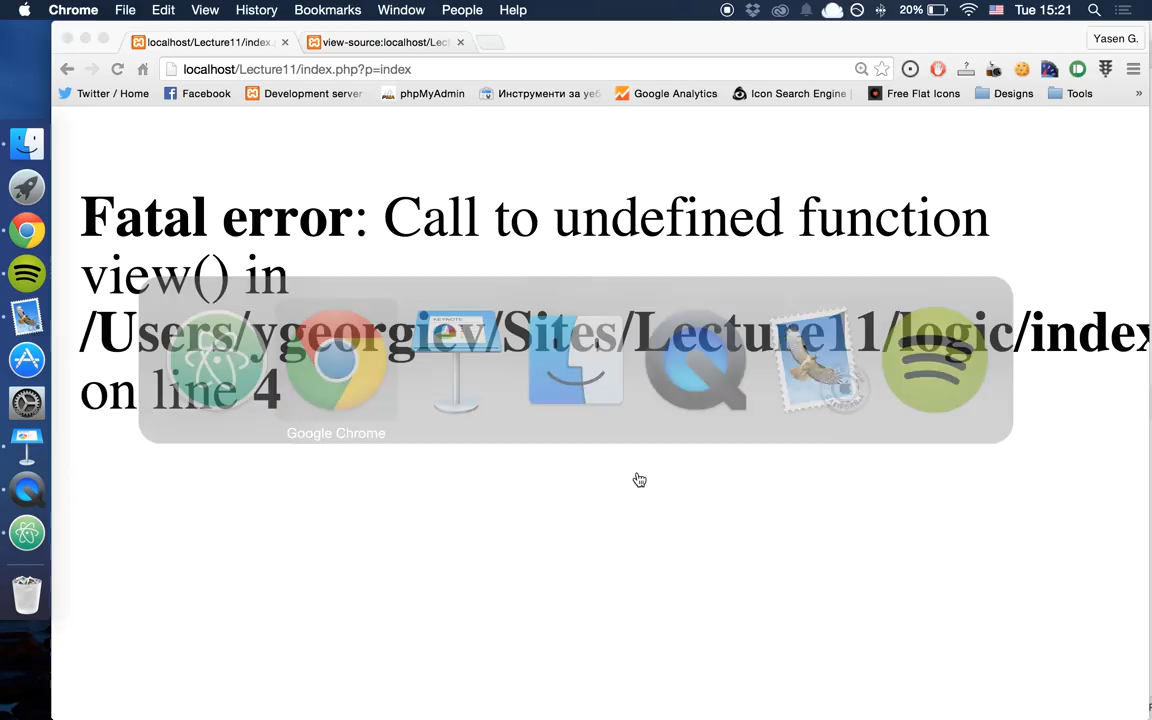 Chrome File Edit View History Bookmarks Window People Help 20% Tue 15:21
localhost/Lecture11/index. view-source:localhost/Lec Yasen G.
localhost/Lecture11/index.php?p=index
Twitter / Home Facebook Development server phpMyAdmin Инструменти за уеб Google Analytics Icon Search Engine Free Flat Icons Designs Tools »
Fatal error: Call to undefined function
view() in
/Users/ygeorgiev/Sites/Lecture11/logic/index
on line 4
KEYNOTE
Google Chrome